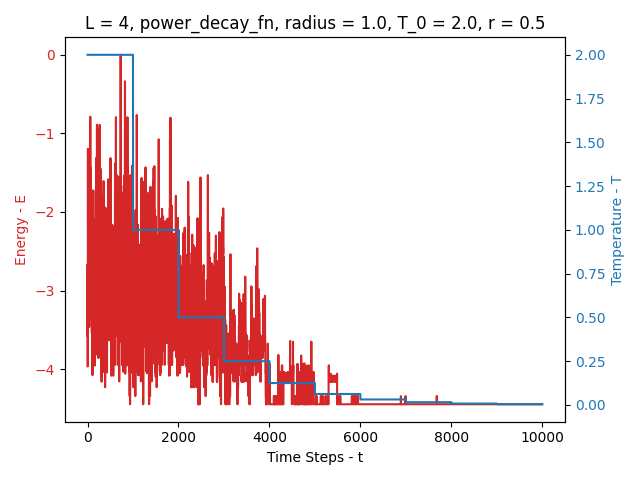 L = 4, power_decay_fn, radius = 1.0, T_0 = 2.0, r = 0.5
0
−1
−2
−3
−4
Energy - E
2.00
1.75
1.50
1.25
1.00
0.75
0.50
0.25
0.00
Temperature - T
0 2000 4000 6000 8000 10000
Time Steps - t